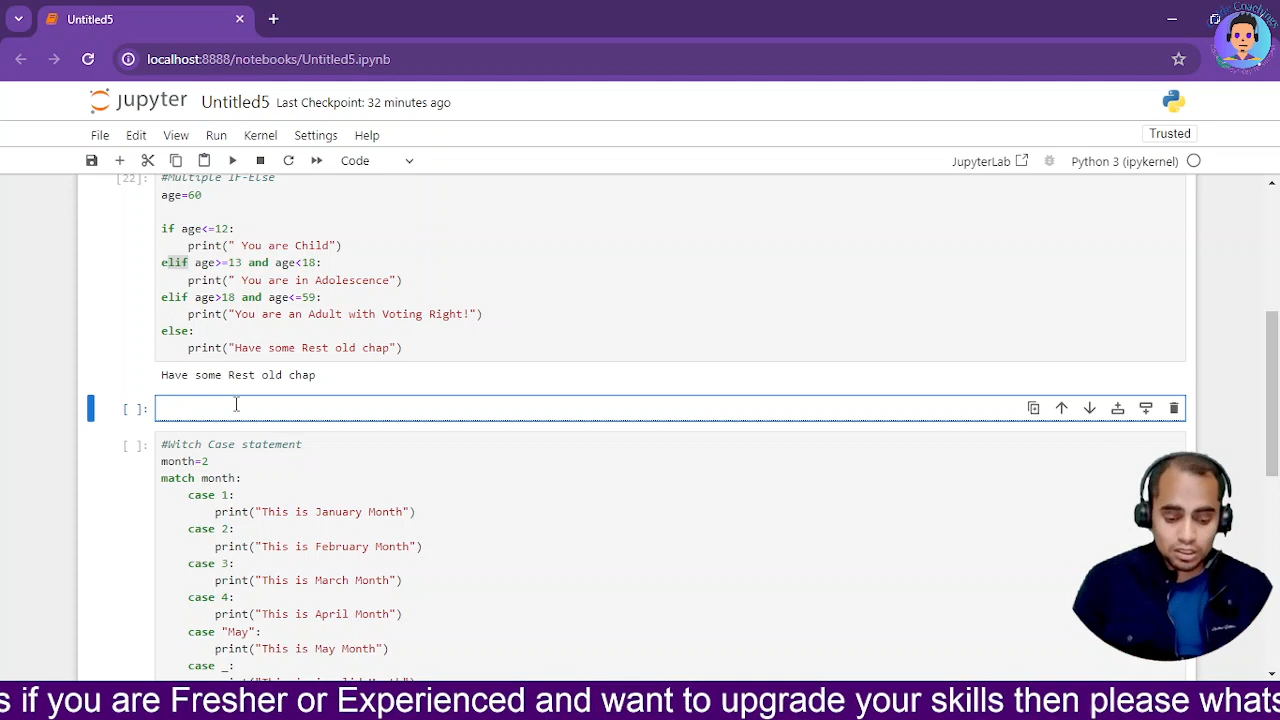 Untitled5
localhost:8888/notebooks/Untitled5.ipynb
jupyter Untitled5 Last Checkpoint: 32 minutes ago
File Edit View Run Kernel Settings Help
Trusted
Code
JupyterLab
Python 3 (ipykernel)
[22]:
#Multiple IF-Else
age=60
if age<=12:
print(" You are Child")
elif age>=13 and age<18:
print(" You are in Adolescence")
elif age>18 and age<=59:
print("You are an Adult with Voting Right!")
else:
print("Have some Rest old chap")
Have some Rest old chap
[ ]:
[ ]:
#Witch Case statement
month=2
match month:
case 1:
print("This is January Month")
case 2:
print("This is February Month")
case 3:
print("This is March Month")
case 4:
print("This is April Month")
case "May":
print("This is May Month")
case _:
s if you are Fresher or Experienced and want to upgrade your skills then please whats